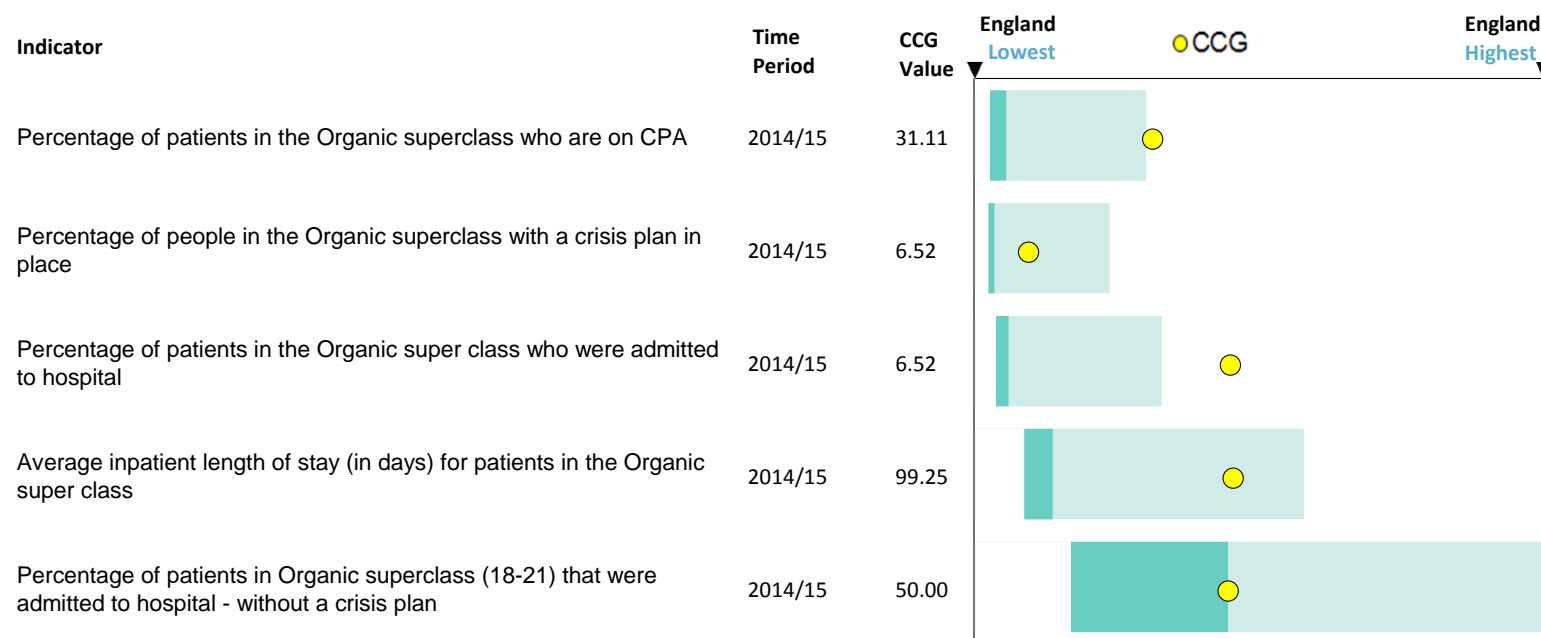 Indicator
Time
Period
CCG
Value
England
Lowest
CCG
England
Highest
Percentage of patients in the Organic superclass who are on CPA
2014/15
31.11
Percentage of people in the Organic superclass with a crisis plan in
place
2014/15
6.52
Percentage of patients in the Organic super class who were admitted
to hospital
2014/15
6.52
Average inpatient length of stay (in days) for patients in the Organic
super class
2014/15
99.25
Percentage of patients in Organic superclass (18-21) that were
admitted to hospital - without a crisis plan
2014/15
50.00